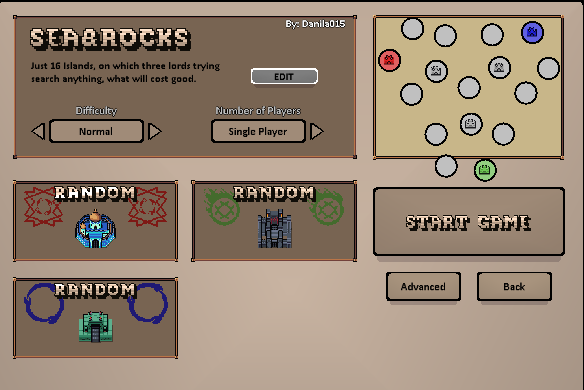 By: Danila015
SEA&ROCKS
Just 16 islands, on which three lords trying
search anything, what will cost good.
EDIT
Difficulty
Number of Players
Normal
Single Player
RANDOM
RANDOM
START GAME
Advanced
Back
RANDOM